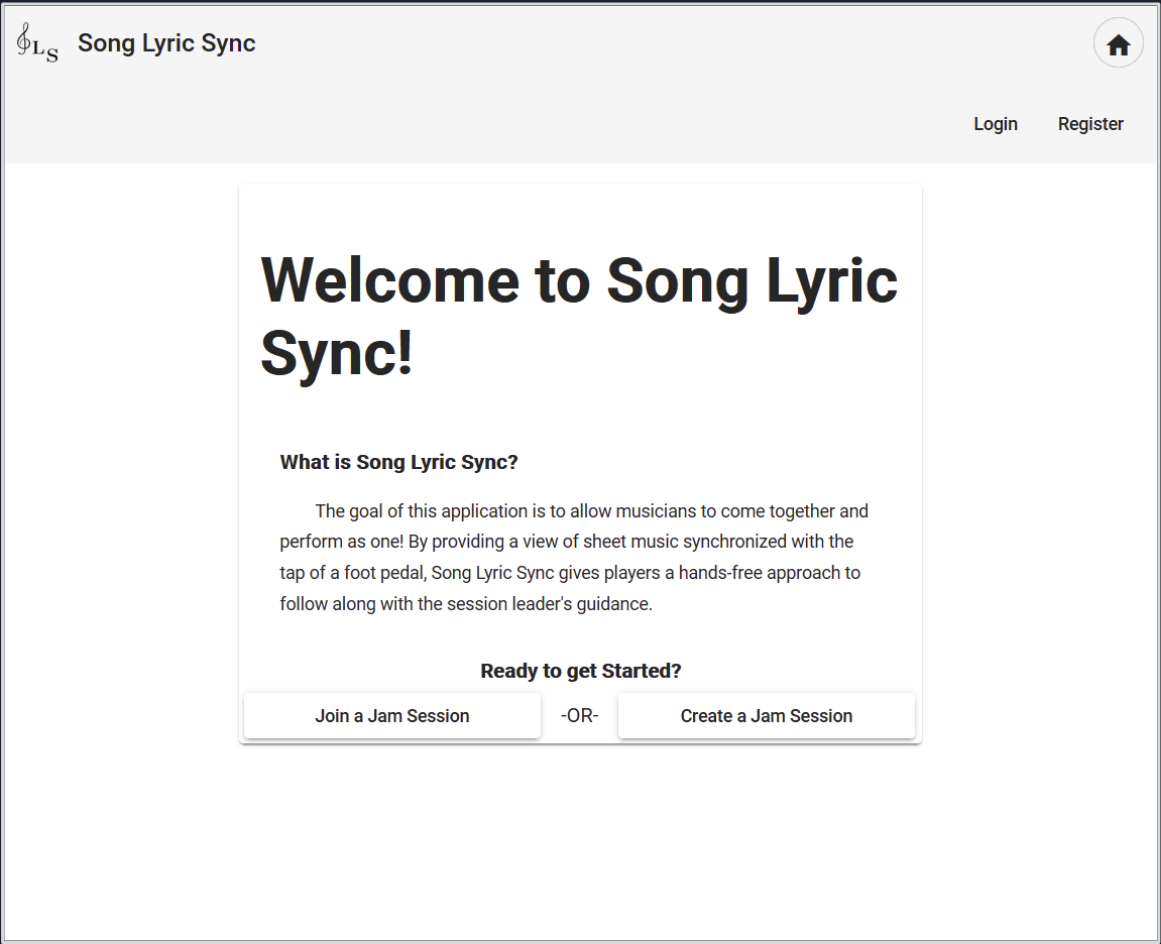 LS Song Lyric Sync
Login Register
Welcome to Song Lyric
Sync!
What is Song Lyric Sync?
The goal of this application is to allow musicians to come together and
perform as one! By providing a view of sheet music synchronized with the
tap of a foot pedal, Song Lyric Sync gives players a hands-free approach to
follow along with the session leader's guidance.
Ready to get Started?
Join a Jam Session -OR- Create a Jam Session